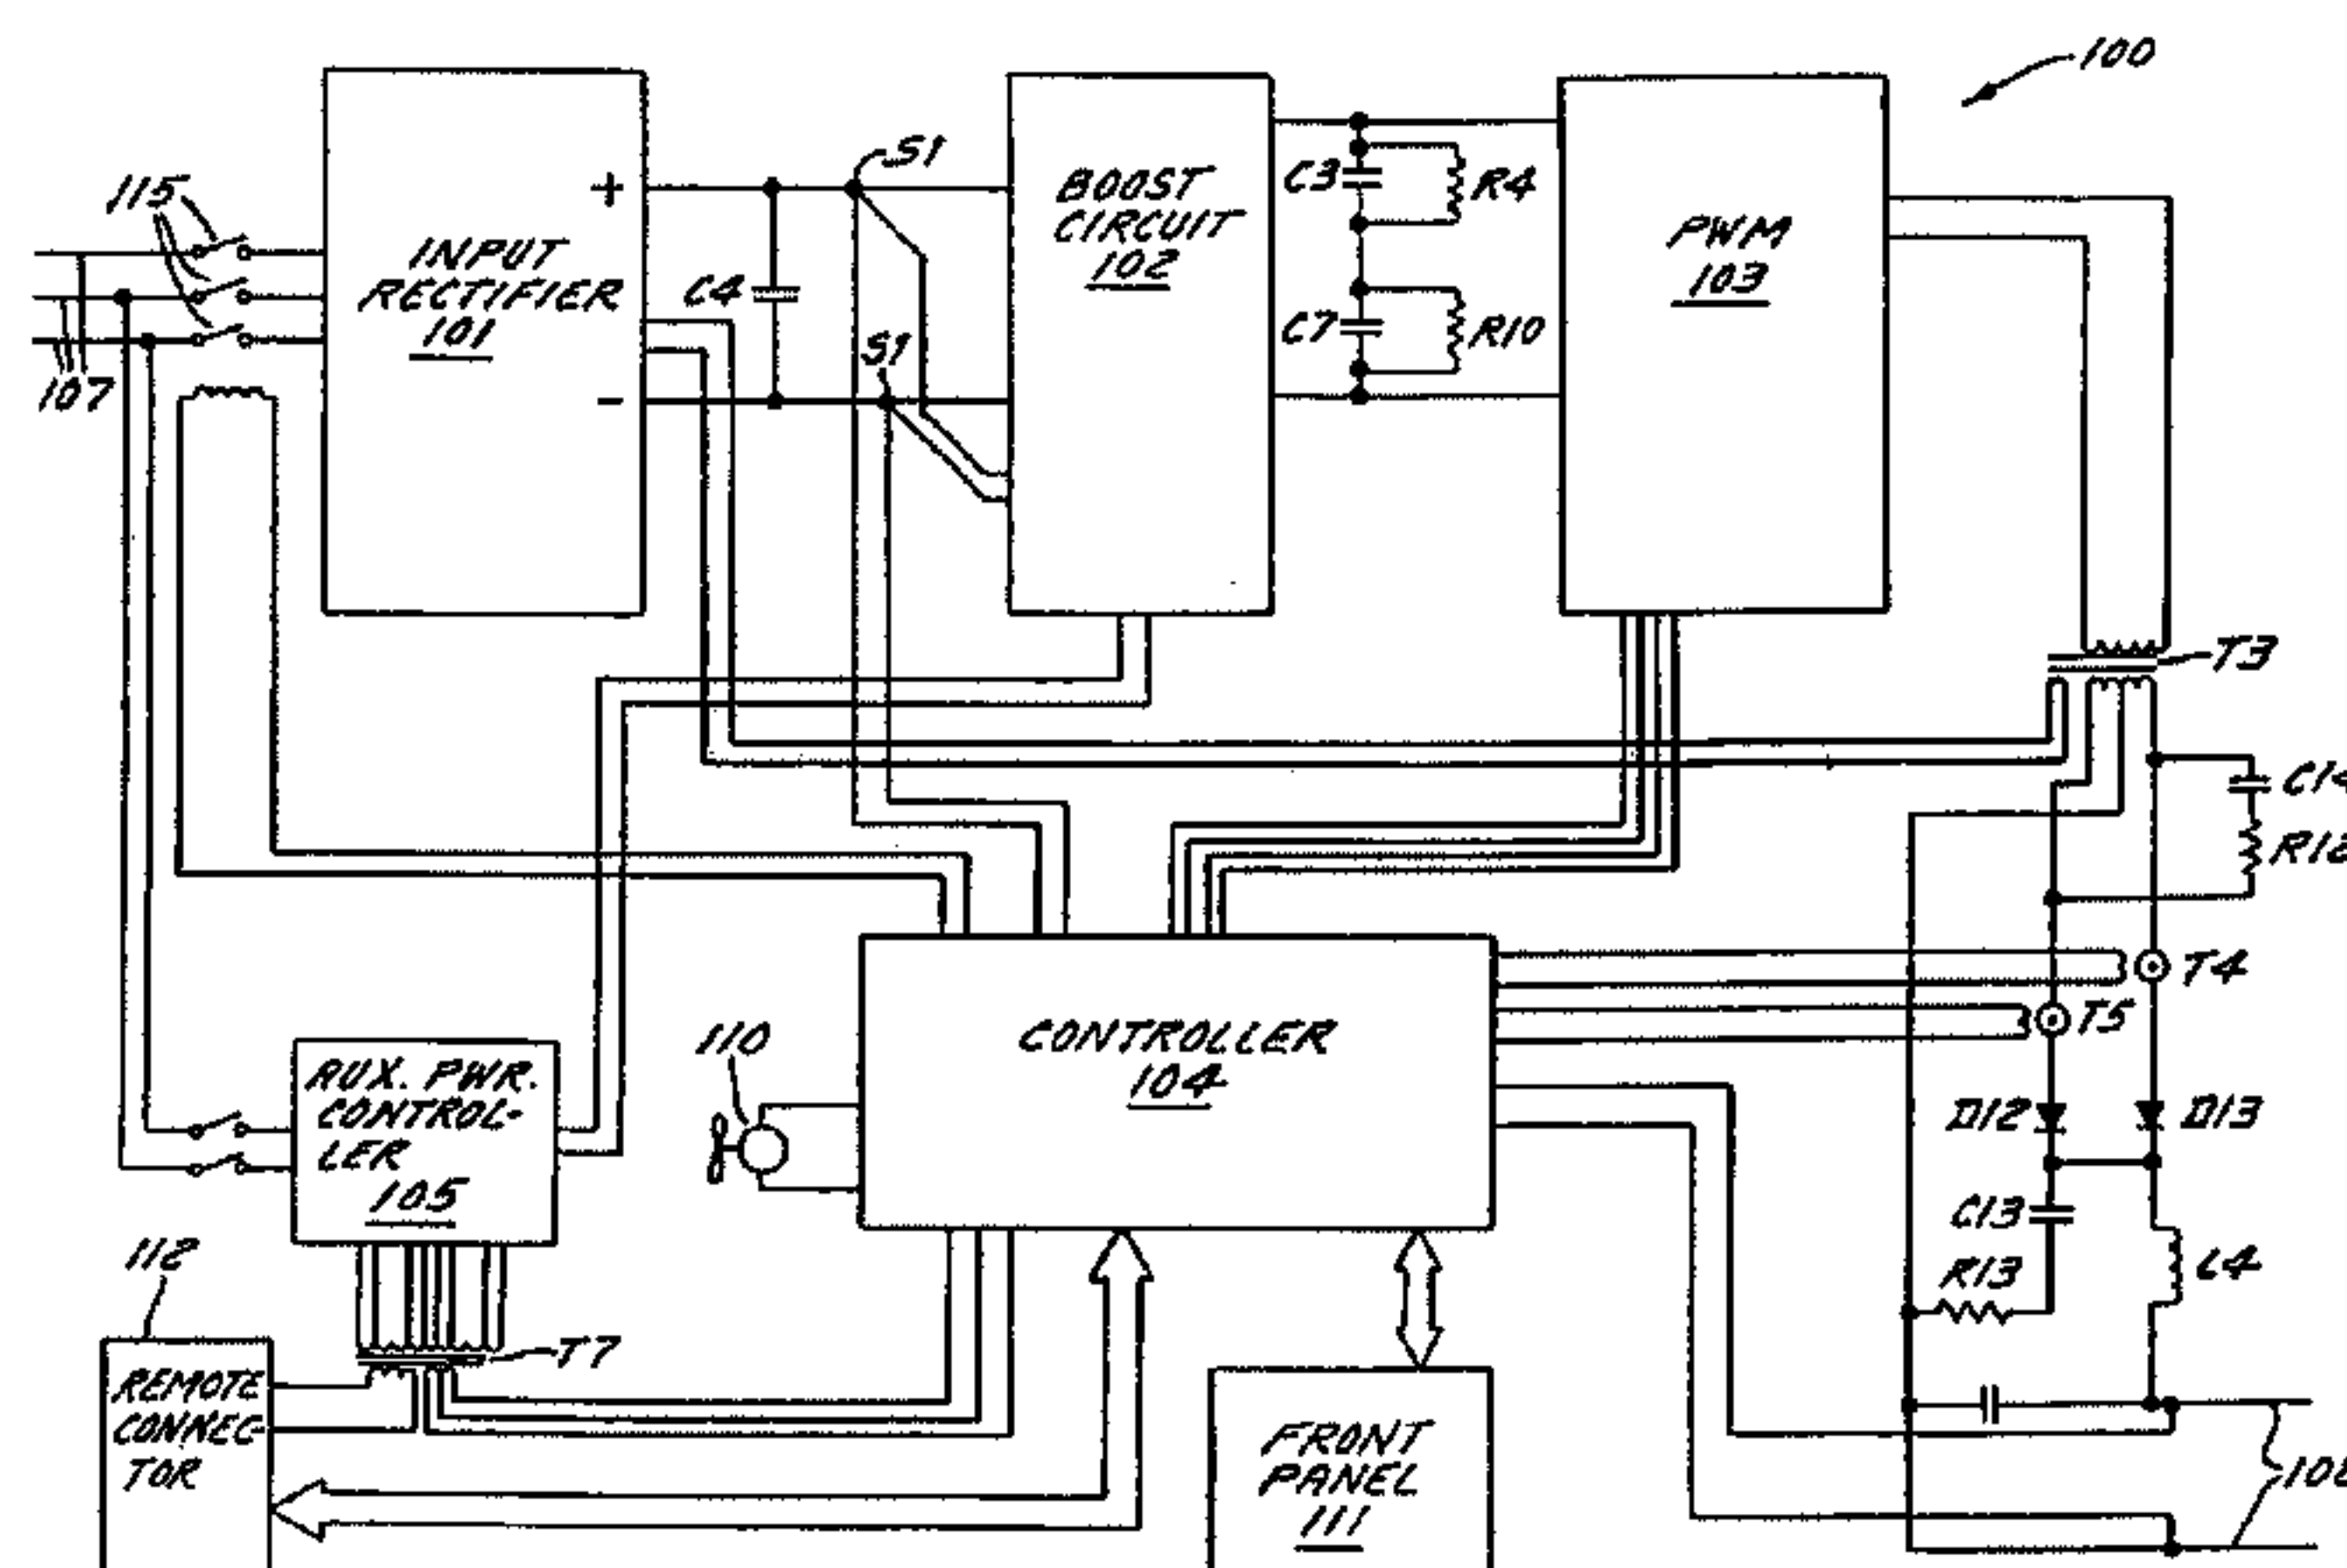 100
S1
115
+
BOOST
CIRCUIT
102
C3
R4
PWM
103
INPUT
RECTIFIER
101
C4
C7
R10
S1
-
107
T3
C14
T4
T5
CONTROLLER
104
110
AUX. PWR.
CONTROL-
LER
105
D12
D13
C13
R13
L4
112
T7
REMOTE
CONNEC-
TOR
FRONT
PANEL
111